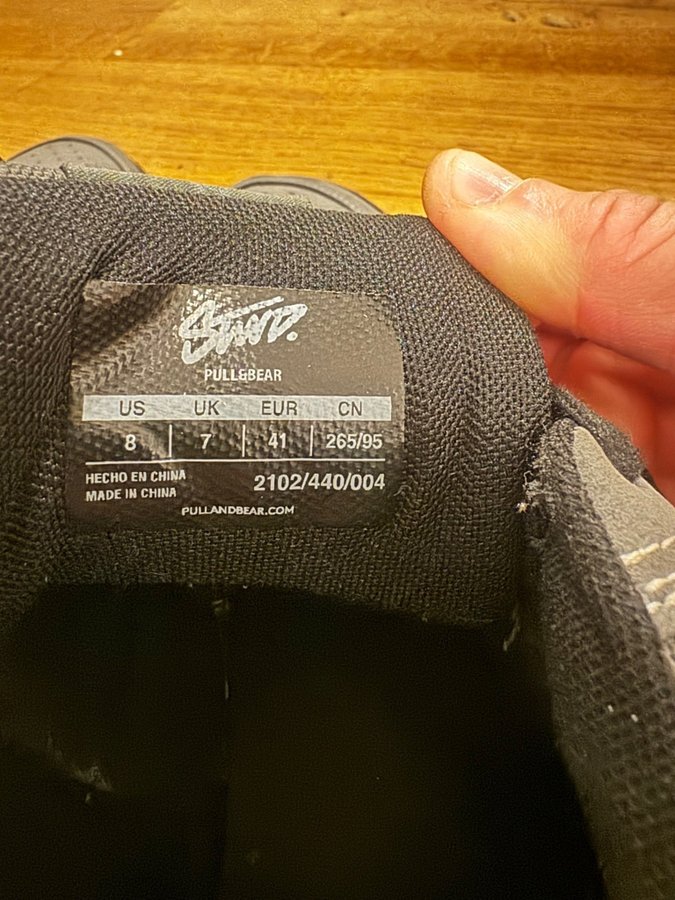 STWD.
PULL&BEAR
US UK EUR CN
8 7 41 265/95
HECHO EN CHINA
MADE IN CHINA
2102/440/004
PULLANDBEAR.COM